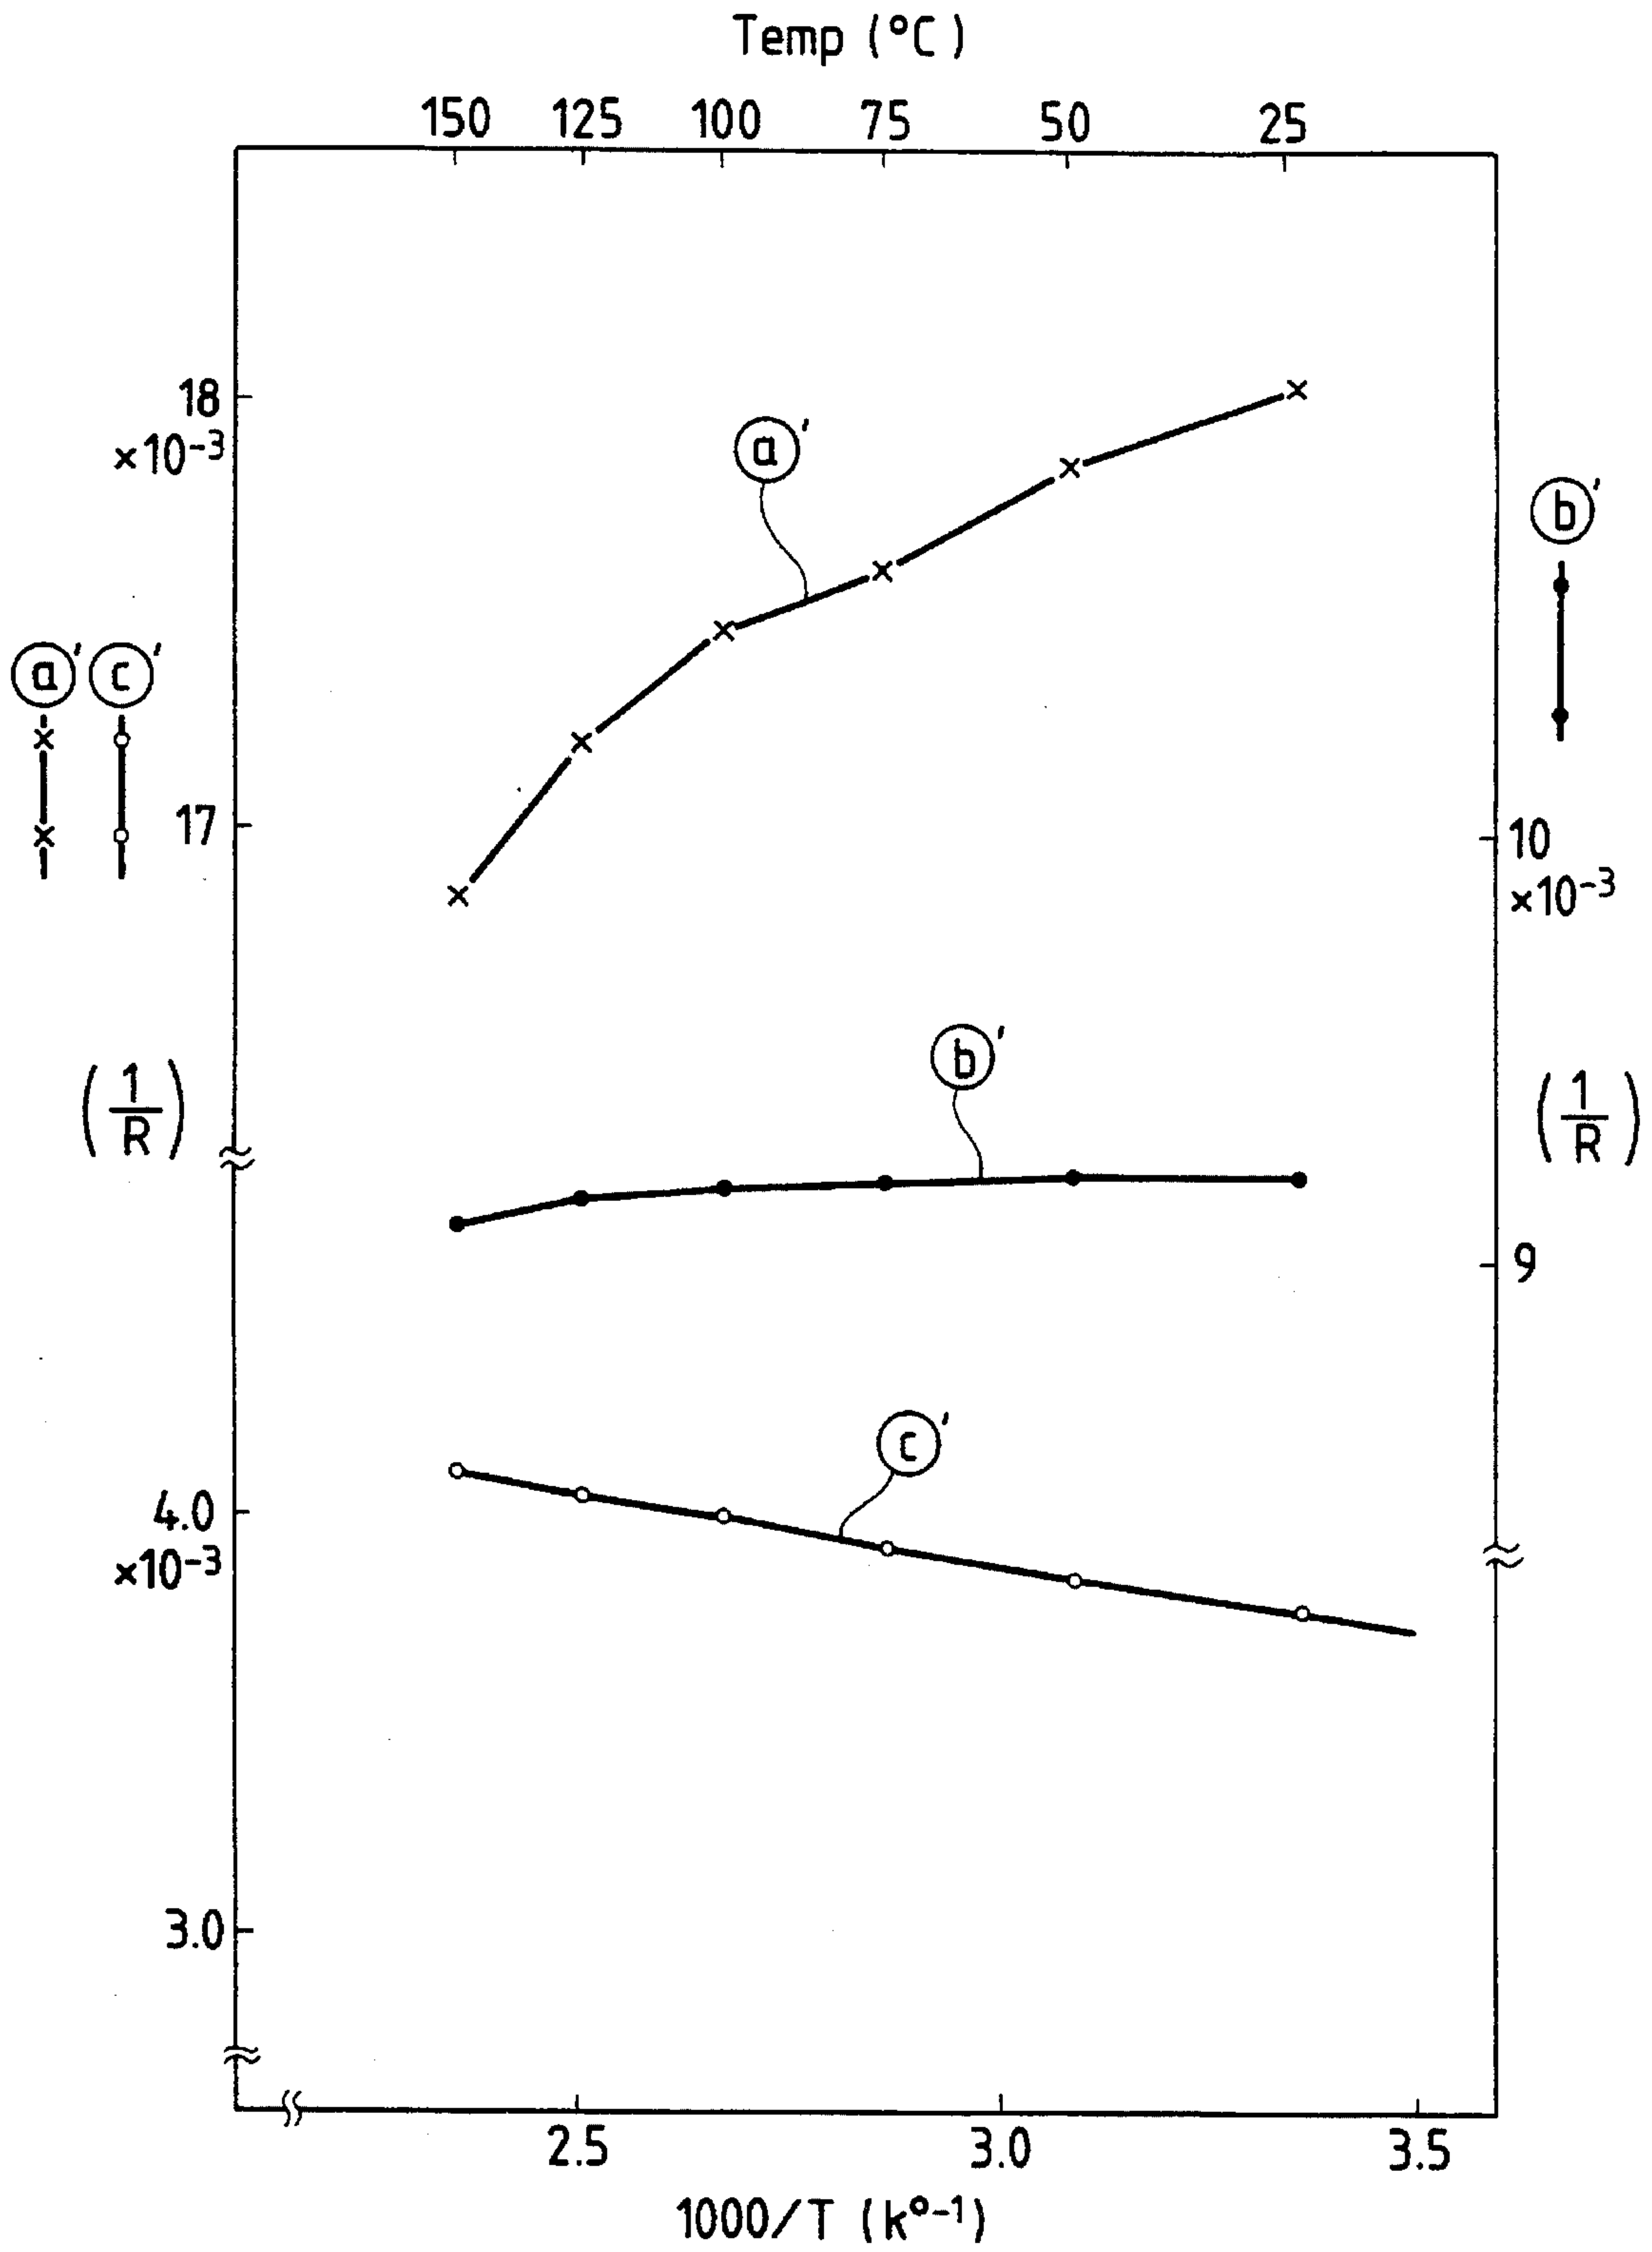 Temp (°C)
150 125 100 75 50 25
18
×10⁻³
a'
b'
a' c'
17
10
×10⁻³
b'
(1/R)
(1/R)
9
c'
4.0
×10⁻³
3.0
2.5 3.0 3.5
1000/T (k°⁻¹)